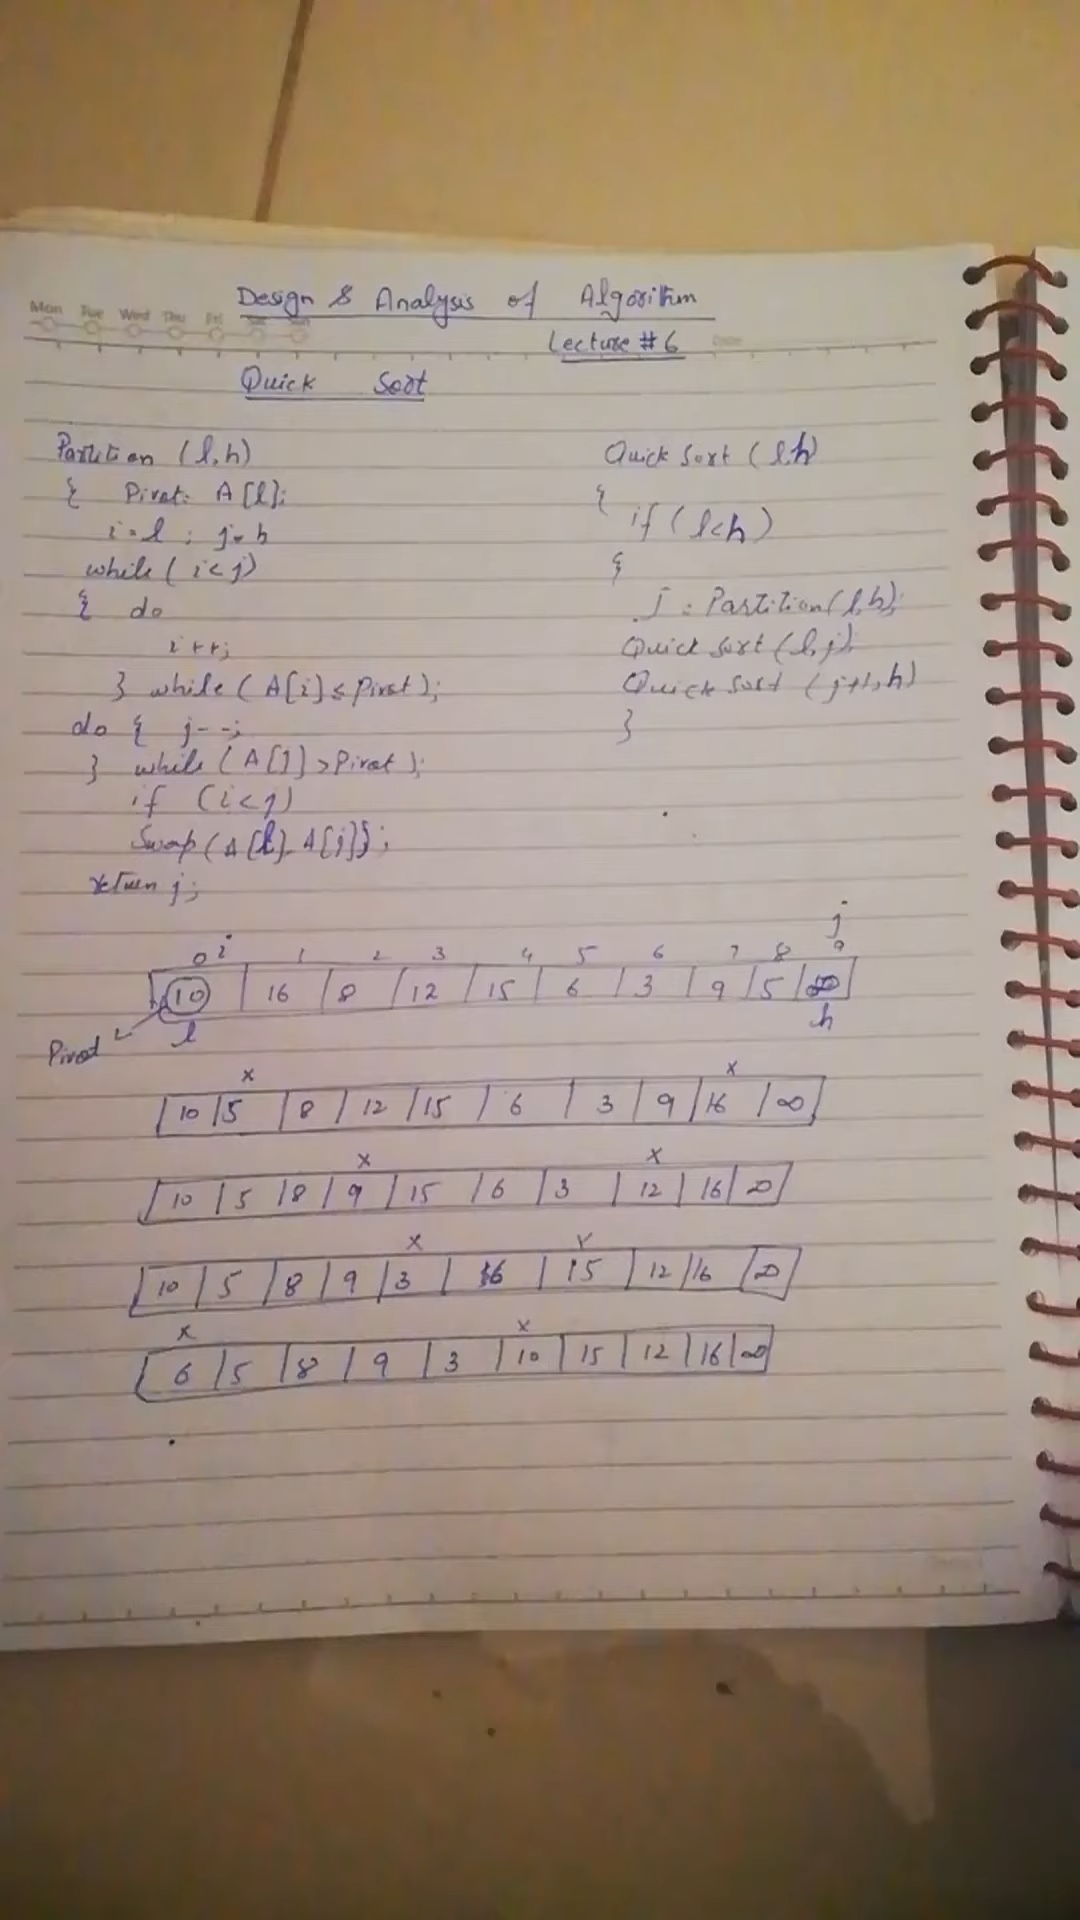 Design & Analysis of Algorithm
Mon Tue Wed Thu Fri Sat Sun
Lecture # 6
Quick Sort
Partition (l,h)
{ Pivot = A[l];
i = l ; j = h
while ( i < j)
{ do
i++;
} while ( A[i] ≤ Pivot );
do { j--;
} while ( A[j] > Pivot );
if (i < j)
Swap (A[l], A[j]};
return j;
Quick Sort ( l,h)
{
if ( l < h )
{
J = Partition(l,h);
Quick Sort ( l, j);
Quick Sort ( j+1, h)
}
j
0 i 1 2 3 4 5 6 7 8 9
10 16 8 12 15 6 3 9 5 ∞
Pivot l h
x x
10 5 8 12 15 6 3 9 16 ∞
x x
10 5 8 9 15 6 3 12 16 ∞
x x
10 5 8 9 3 6 15 12 16 ∞
x x
6 5 8 9 3 10 15 12 16 ∞